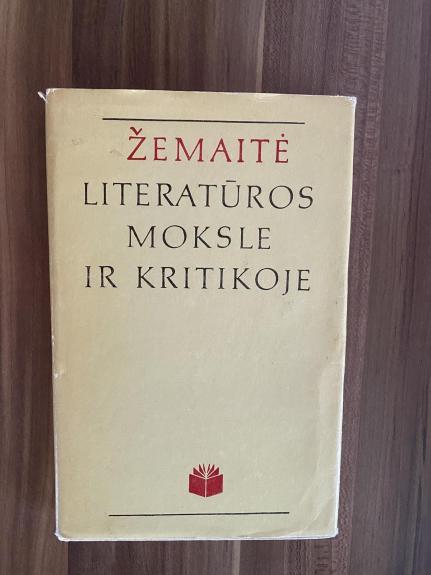 ŽEMAITĖ
LITERATŪROS
MOKSLE
IR KRITIKOJE